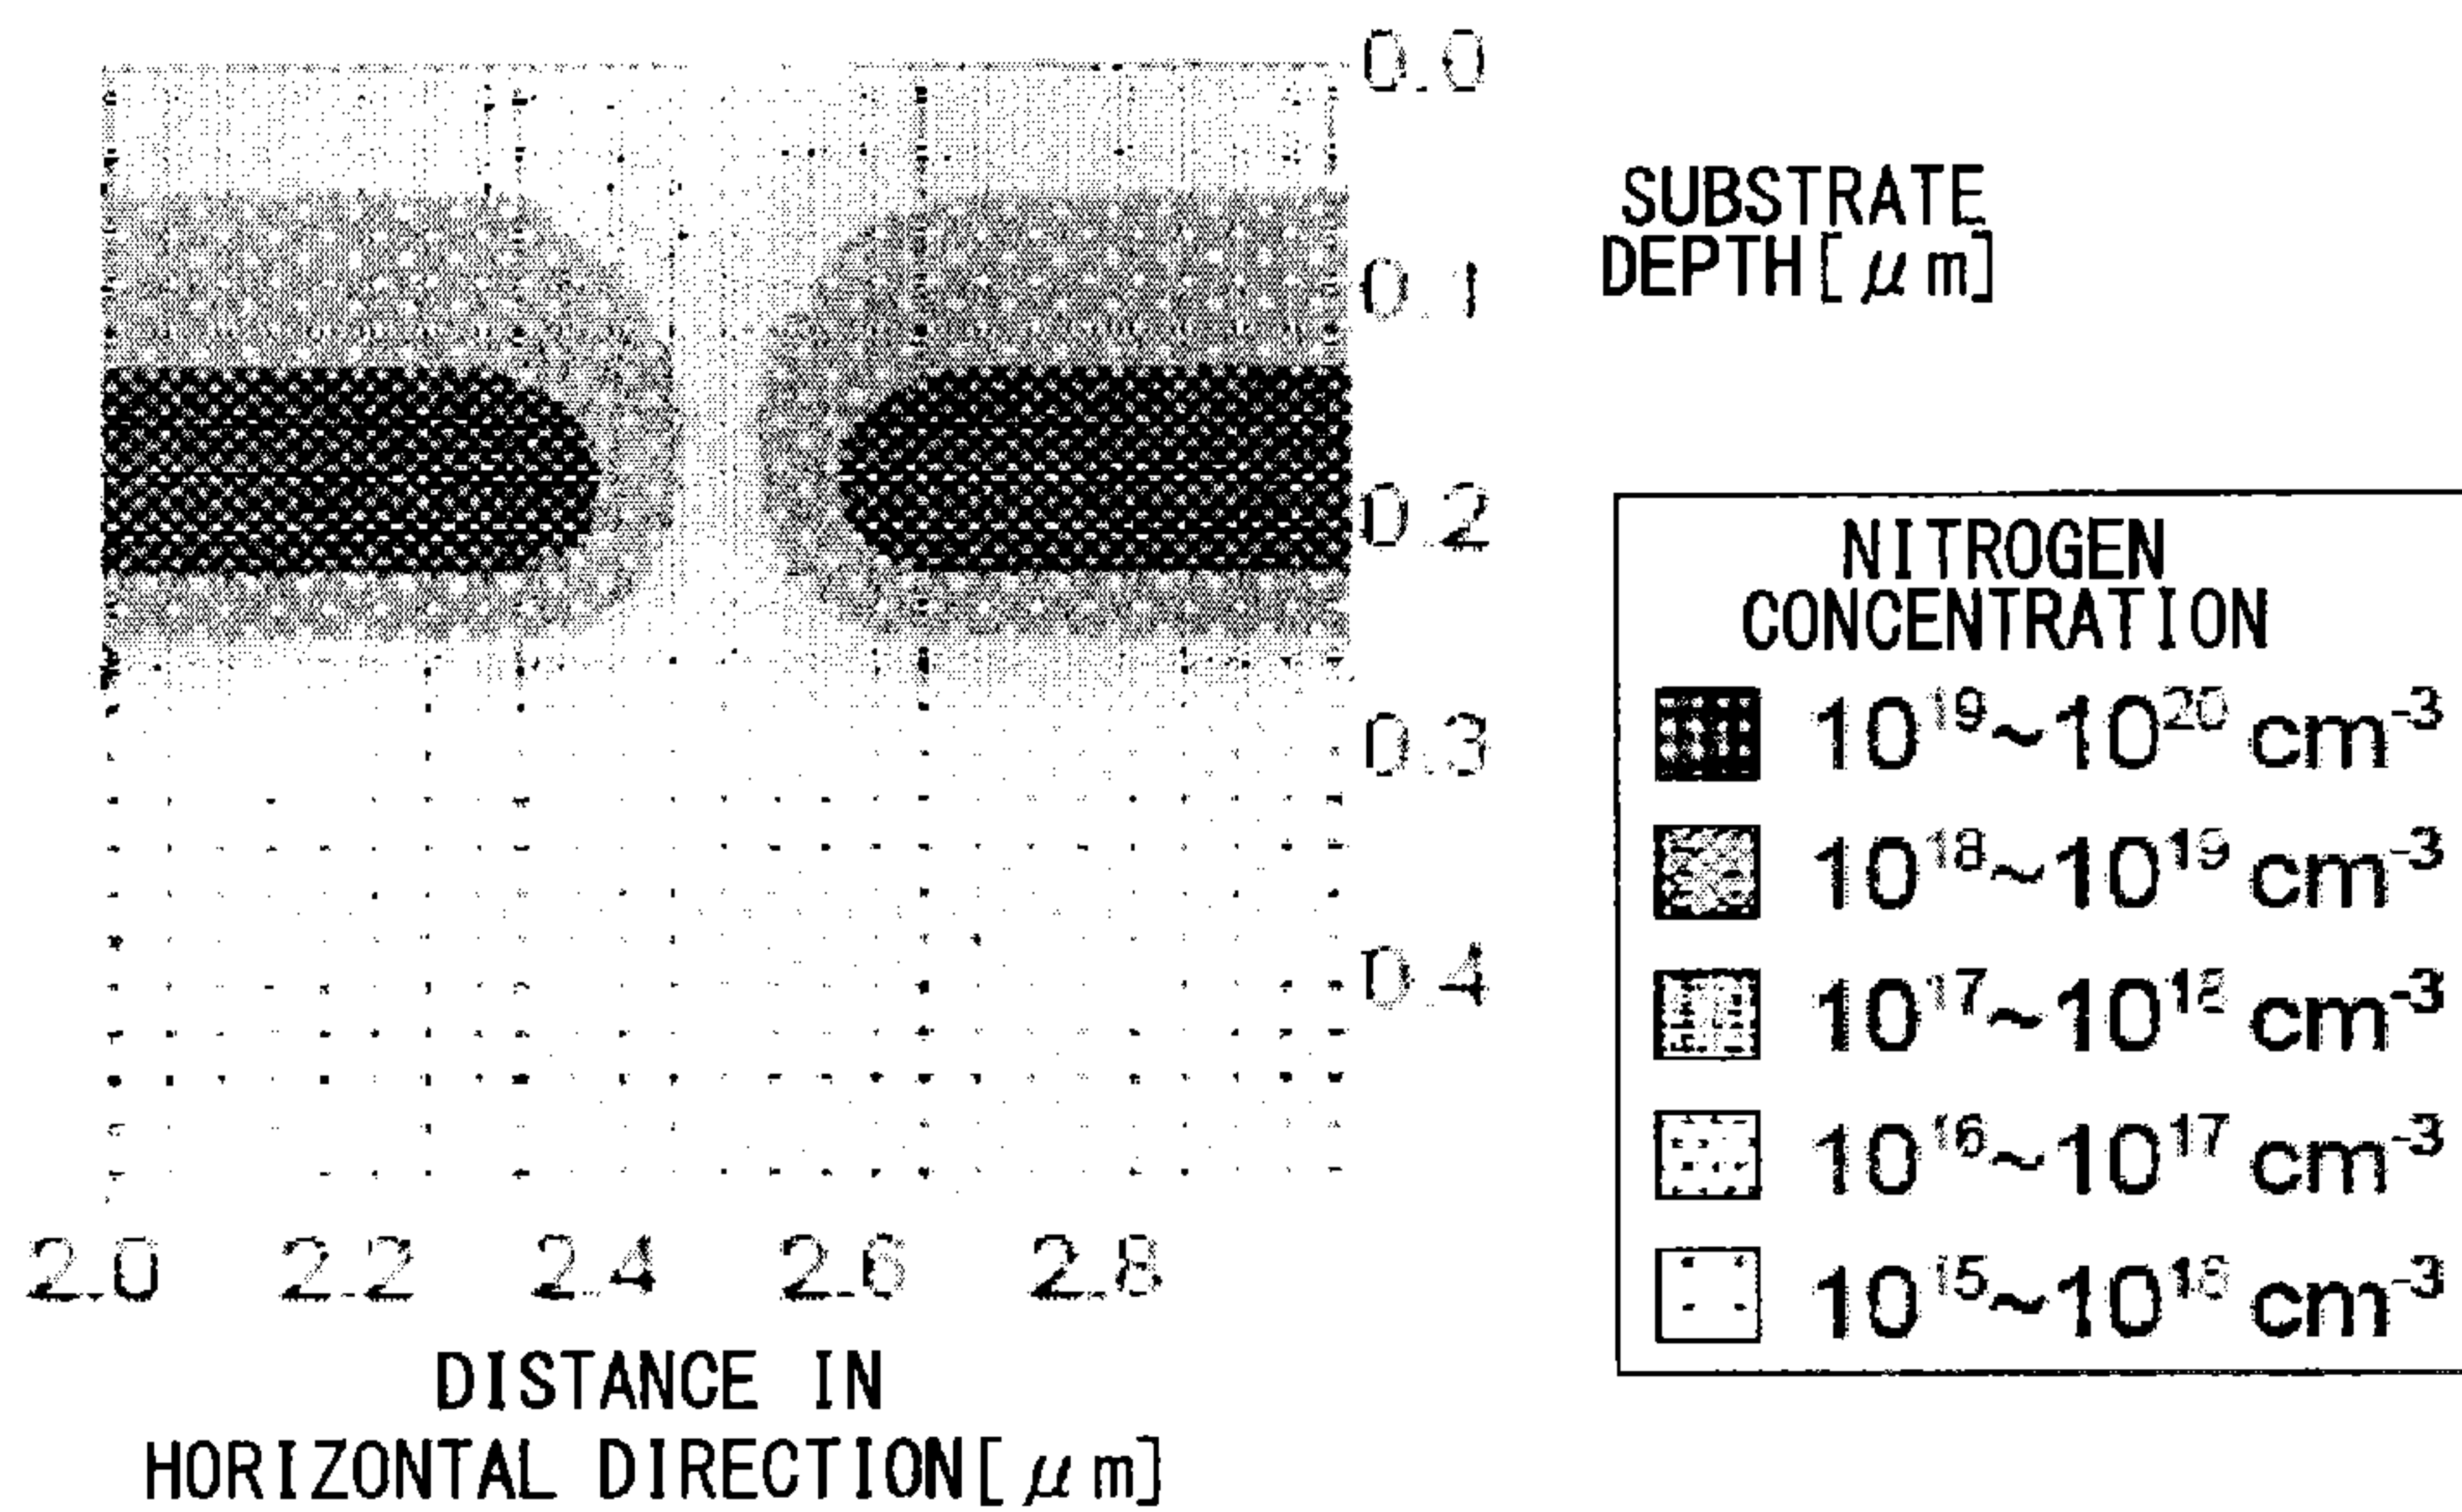 0.0
0.1
0.2
0.3
0.4
SUBSTRATE
DEPTH[μm]
NITROGEN
CONCENTRATION
10¹⁹~10²⁰ cm⁻³
10¹⁸~10¹⁹ cm⁻³
10¹⁷~10¹⁸ cm⁻³
10¹⁶~10¹⁷ cm⁻³
10¹⁵~10¹⁶ cm⁻³
2.0 2.2 2.4 2.6 2.8
DISTANCE IN
HORIZONTAL DIRECTION[μm]